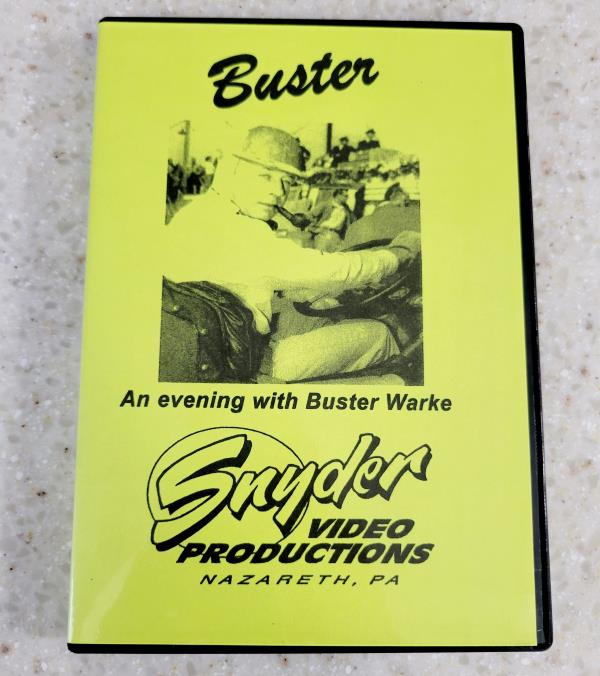 Buster
An evening with Buster Warke
Snyder
VIDEO
PRODUCTIONS
NAZARETH, PA